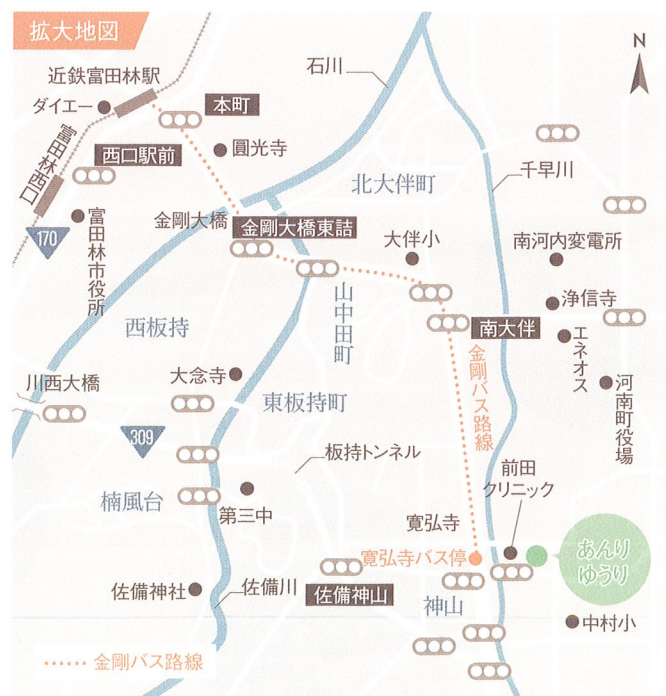 拡大地図
N
近鉄富田林駅
ダイエー
本町
石川
西口駅前
圓光寺
富田林西口
170
富田林市役所
北大伴町
千早川
金剛大橋
金剛大橋東詰
大伴小
南河内変電所
山中田町
浄信寺
西板持
南大伴
エネオス
川西大橋
大念寺
東板持町
金剛バス路線
河南町役場
309
板持トンネル
前田
クリニック
楠風台
第三中
寛弘寺
寛弘寺バス停
あんり
ゆうり
佐備神社
佐備川
佐備神山
神山
中村小
金剛バス路線